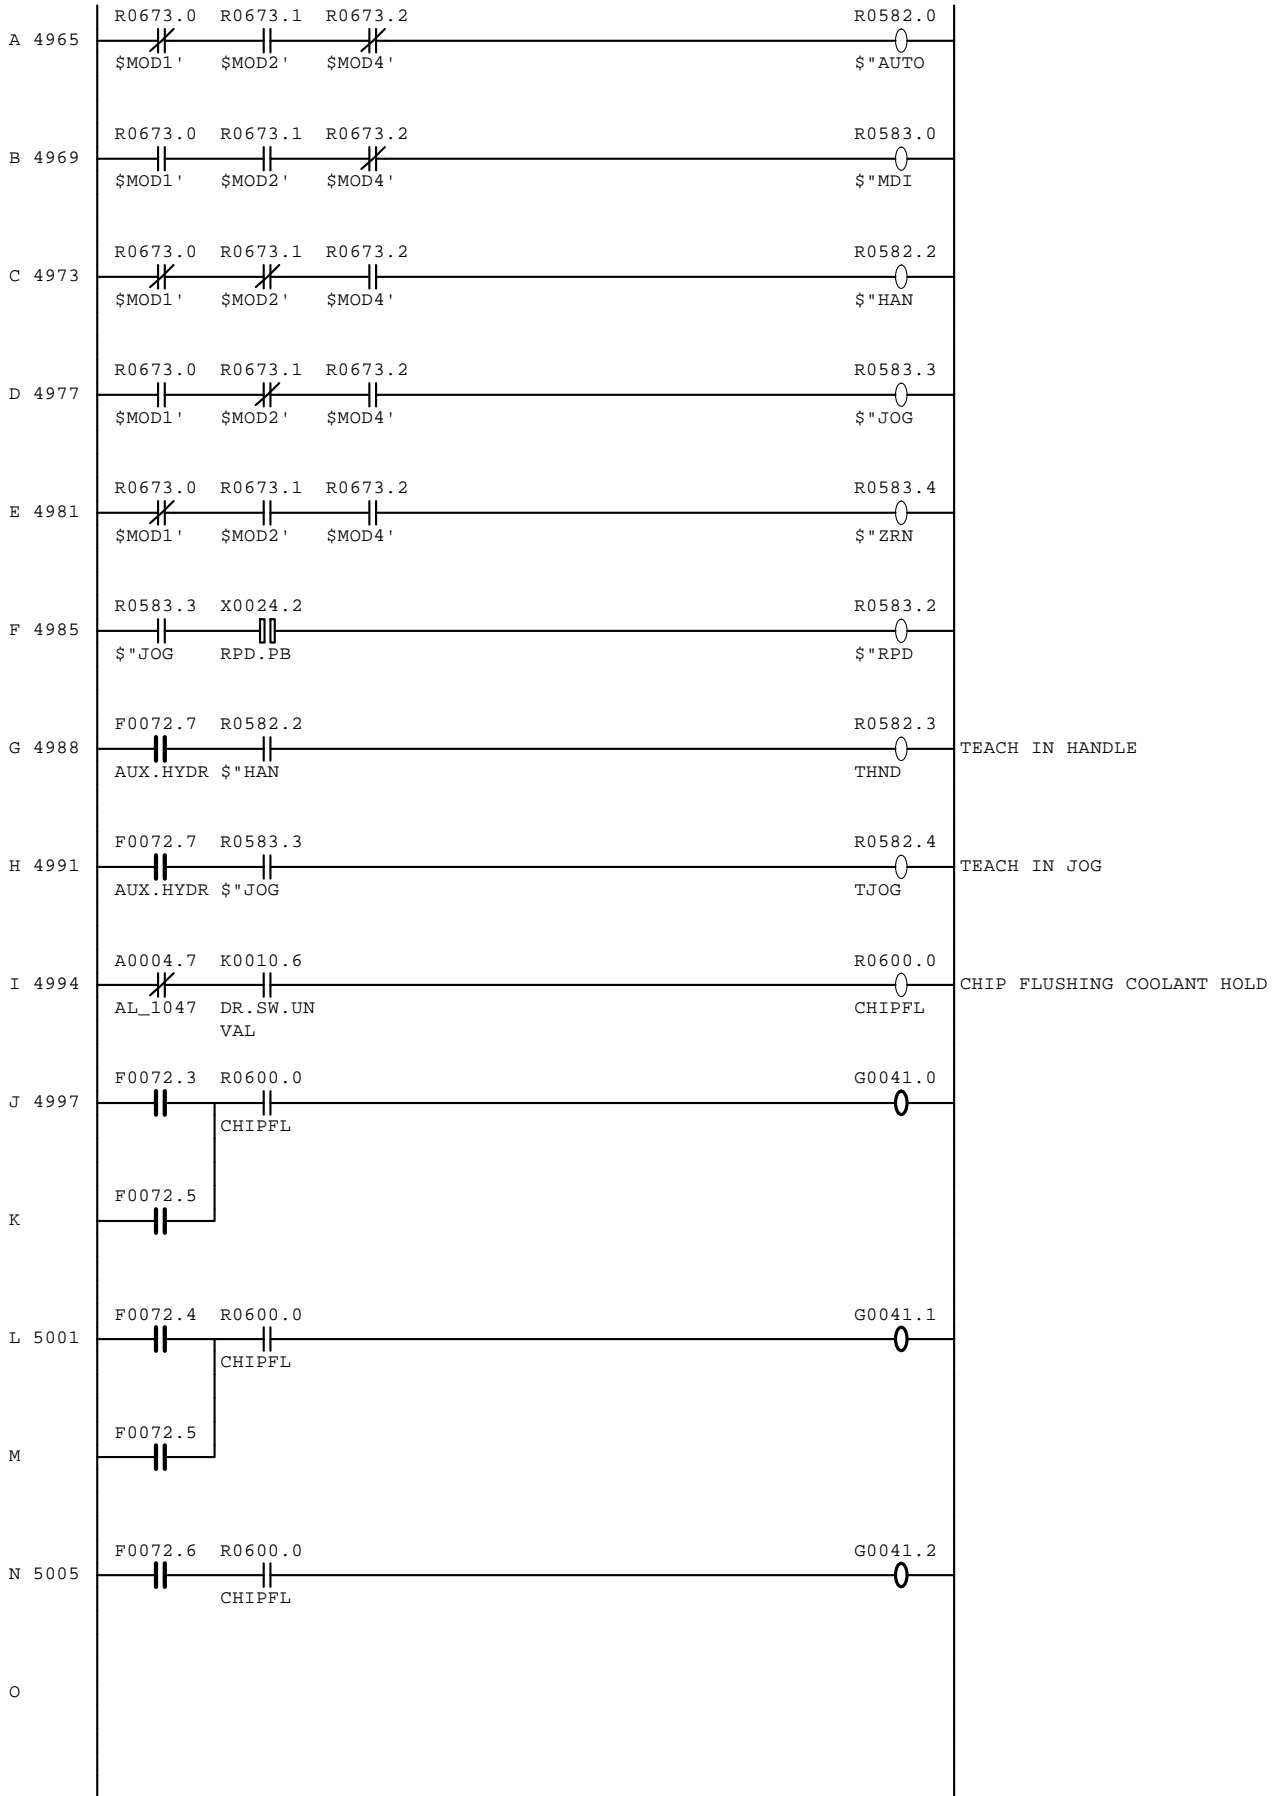 R0673.0 R0673.1 R0673.2 R0582.0
A 4965
$MOD1' $MOD2' $MOD4' $"AUTO
R0673.0 R0673.1 R0673.2 R0583.0
B 4969
$MOD1' $MOD2' $MOD4' $"MDI
R0673.0 R0673.1 R0673.2 R0582.2
C 4973
$MOD1' $MOD2' $MOD4' $"HAN
R0673.0 R0673.1 R0673.2 R0583.3
D 4977
$MOD1' $MOD2' $MOD4' $"JOG
R0673.0 R0673.1 R0673.2 R0583.4
E 4981
$MOD1' $MOD2' $MOD4' $"ZRN
R0583.3 X0024.2 R0583.2
F 4985
$"JOG RPD.PB $"RPD
F0072.7 R0582.2 R0582.3
G 4988 TEACH IN HANDLE
AUX.HYDR $"HAN THND
F0072.7 R0583.3 R0582.4
H 4991 TEACH IN JOG
AUX.HYDR $"JOG TJOG
A0004.7 K0010.6 R0600.0
I 4994 CHIP FLUSHING COOLANT HOLD
AL_1047 DR.SW.UN CHIPFL
VAL
F0072.3 R0600.0 G0041.0
J 4997
CHIPFL
F0072.5
K
F0072.4 R0600.0 G0041.1
L 5001
CHIPFL
F0072.5
M
F0072.6 R0600.0 G0041.2
N 5005
CHIPFL
O